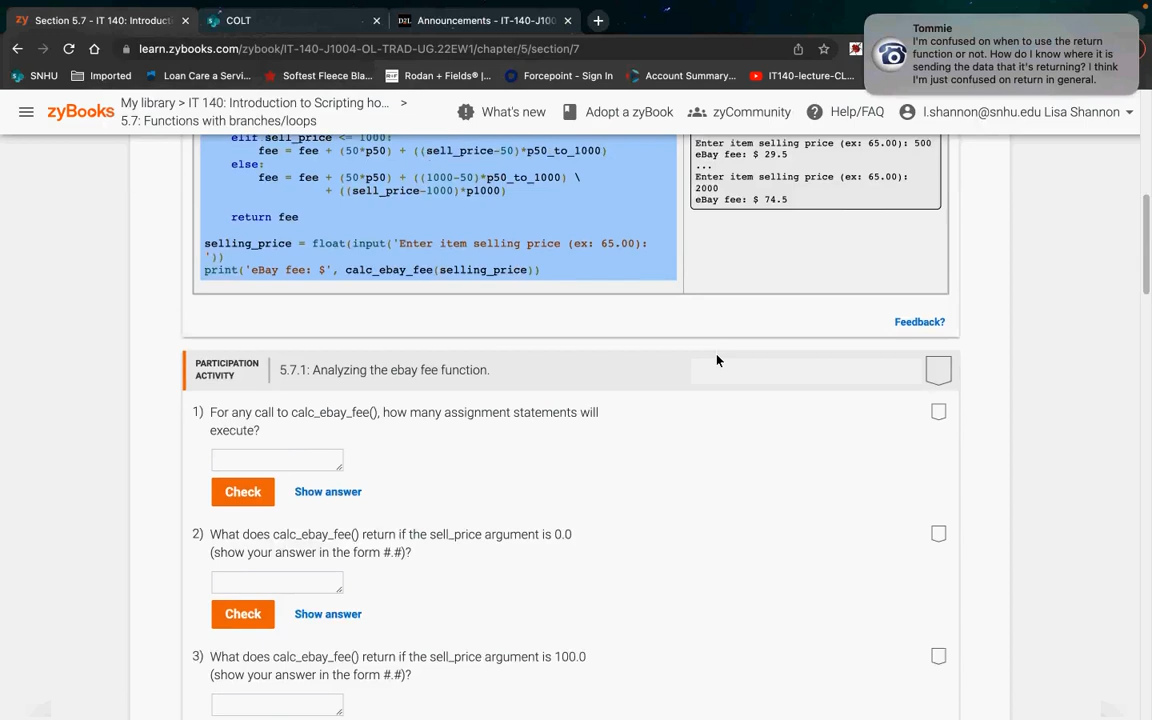 Section 5.7 - IT 140: Introducti
COLT
D2L
Announcements - IT-140-J100
learn.zybooks.com/zybook/IT-140-J1004-OL-TRAD-UG.22EW1/chapter/5/section/7
Tommie
I'm confused on when to use the return
function or not. How do I know where it is
sending the data that it's returning? I think
I'm just confused on return in general.
SNHU
Imported
Loan Care a Servi...
Softest Fleece Bla...
Rodan + Fields® |...
Forcepoint - Sign In
Account Summary...
IT140-lecture-CL...
zyBooks
My library > IT 140: Introduction to Scripting ho... >
5.7: Functions with branches/loops
What's new
Adopt a zyBook
zyCommunity
Help/FAQ
l.shannon@snhu.edu Lisa Shannon
elif sell_price <= 1000:
fee = fee + (50*p50) + ((sell_price-50)*p50_to_1000)
else:
fee = fee + (50*p50) + ((1000-50)*p50_to_1000) \
+ ((sell_price-1000)*p1000)
return fee
selling_price = float(input('Enter item selling price (ex: 65.00):
'))
print('eBay fee: $', calc_ebay_fee(selling_price))
Enter item selling price (ex: 65.00): 500
eBay fee: $ 29.5
...
Enter item selling price (ex: 65.00):
2000
eBay fee: $ 74.5
Feedback?
PARTICIPATION
ACTIVITY
5.7.1: Analyzing the ebay fee function.
1) For any call to calc_ebay_fee(), how many assignment statements will
execute?
Check
Show answer
2) What does calc_ebay_fee() return if the sell_price argument is 0.0
(show your answer in the form #.#)?
Check
Show answer
3) What does calc_ebay_fee() return if the sell_price argument is 100.0
(show your answer in the form #.#)?